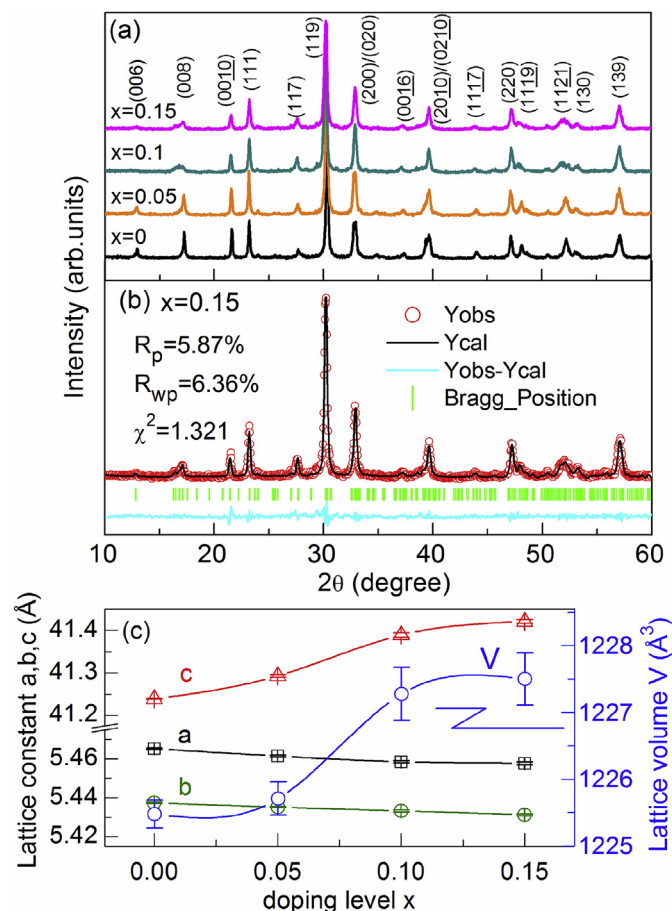 (a)
(006)
(008)
(0010)
(111)
(117)
(119)
(200)/(020)
(0016)
(2010)/(0210)
(1117)
(220)
(1119)
(1121)
(130)
(139)
x=0.15
x=0.1
x=0.05
x=0
Intensity (arb.units)
(b) x=0.15
Rp=5.87%
Rwp=6.36%
χ²=1.321
Yobs
Ycal
Yobs-Ycal
Bragg_Position
10 20 30 40 50 60
2θ (degree)
(c)
Lattice constant a,b,c (Å)
41.4
41.3
41.2
5.46
5.44
5.42
c
a
b
V
1228
1227
1226
1225
Lattice volume V (Å³)
0.00 0.05 0.10 0.15
doping level x